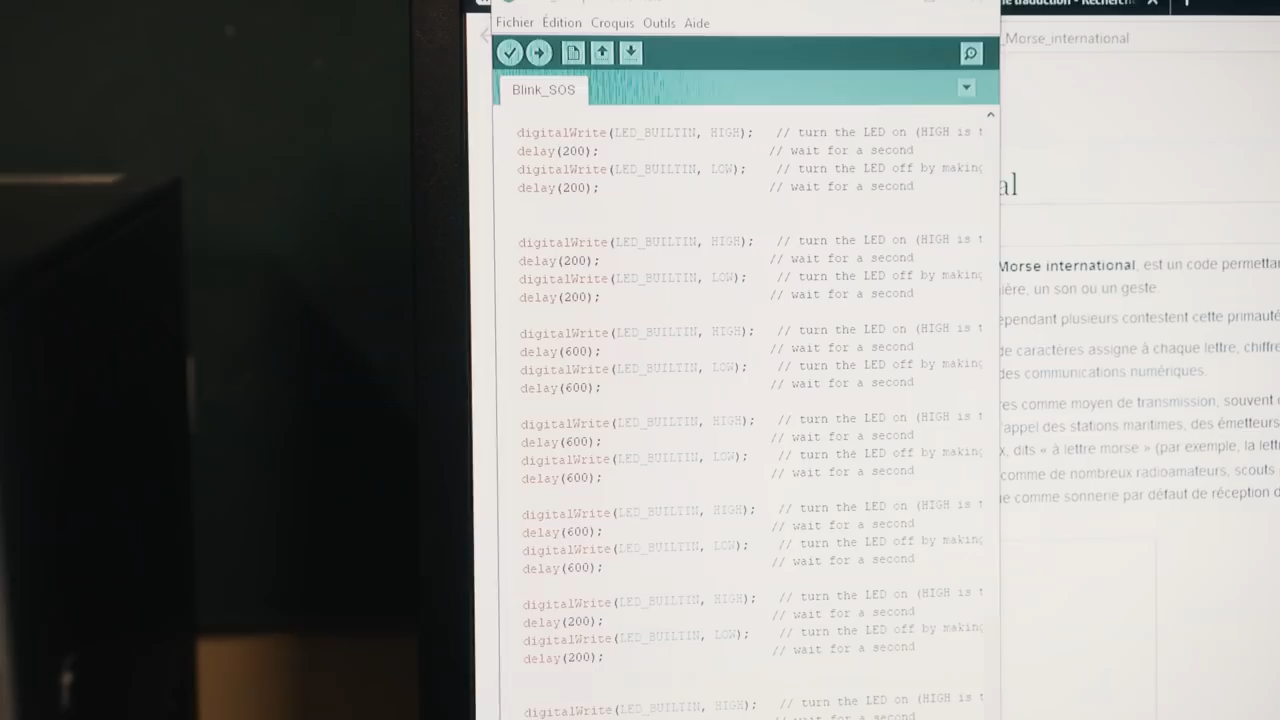 Fichier Édition Croquis Outils Aide
Blink_SOS
digitalWrite(LED_BUILTIN, HIGH); // turn the LED on (HIGH is t
delay(200); // wait for a second
digitalWrite(LED_BUILTIN, LOW); // turn the LED off by making
delay(200); // wait for a second
digitalWrite(LED_BUILTIN, HIGH); // turn the LED on (HIGH is t
delay(200); // wait for a second
digitalWrite(LED_BUILTIN, LOW); // turn the LED off by making
delay(200); // wait for a second
digitalWrite(LED_BUILTIN, HIGH); // turn the LED on (HIGH is t
delay(600); // wait for a second
digitalWrite(LED_BUILTIN, LOW); // turn the LED off by making
delay(600); // wait for a second
digitalWrite(LED_BUILTIN, HIGH); // turn the LED on (HIGH is t
delay(600); // wait for a second
digitalWrite(LED_BUILTIN, LOW); // turn the LED off by making
delay(600); // wait for a second
digitalWrite(LED_BUILTIN, HIGH); // turn the LED on (HIGH is t
delay(600); // wait for a second
digitalWrite(LED_BUILTIN, LOW); // turn the LED off by making
delay(600); // wait for a second
digitalWrite(LED_BUILTIN, HIGH); // turn the LED on (HIGH is t
delay(200); // wait for a second
digitalWrite(LED_BUILTIN, LOW); // turn the LED off by making
delay(200); // wait for a second
digitalWrite(LED_BUILTIN, HIGH); // turn the LED on (HIGH is t
// wait for a second
traduction - Recherch
_Morse_international
al
Morse international, est un code permettan
ière, un son ou un geste.
ependant plusieurs contestent cette primauté
de caractères assigne à chaque lettre, chiffre
des communications numériques.
res comme moyen de transmission, souvent
appel des stations maritimes, des émetteurs
x, dits « à lettre morse » (par exemple, la lett
comme de nombreux radioamateurs, scouts
e comme sonnerie par défaut de réception d